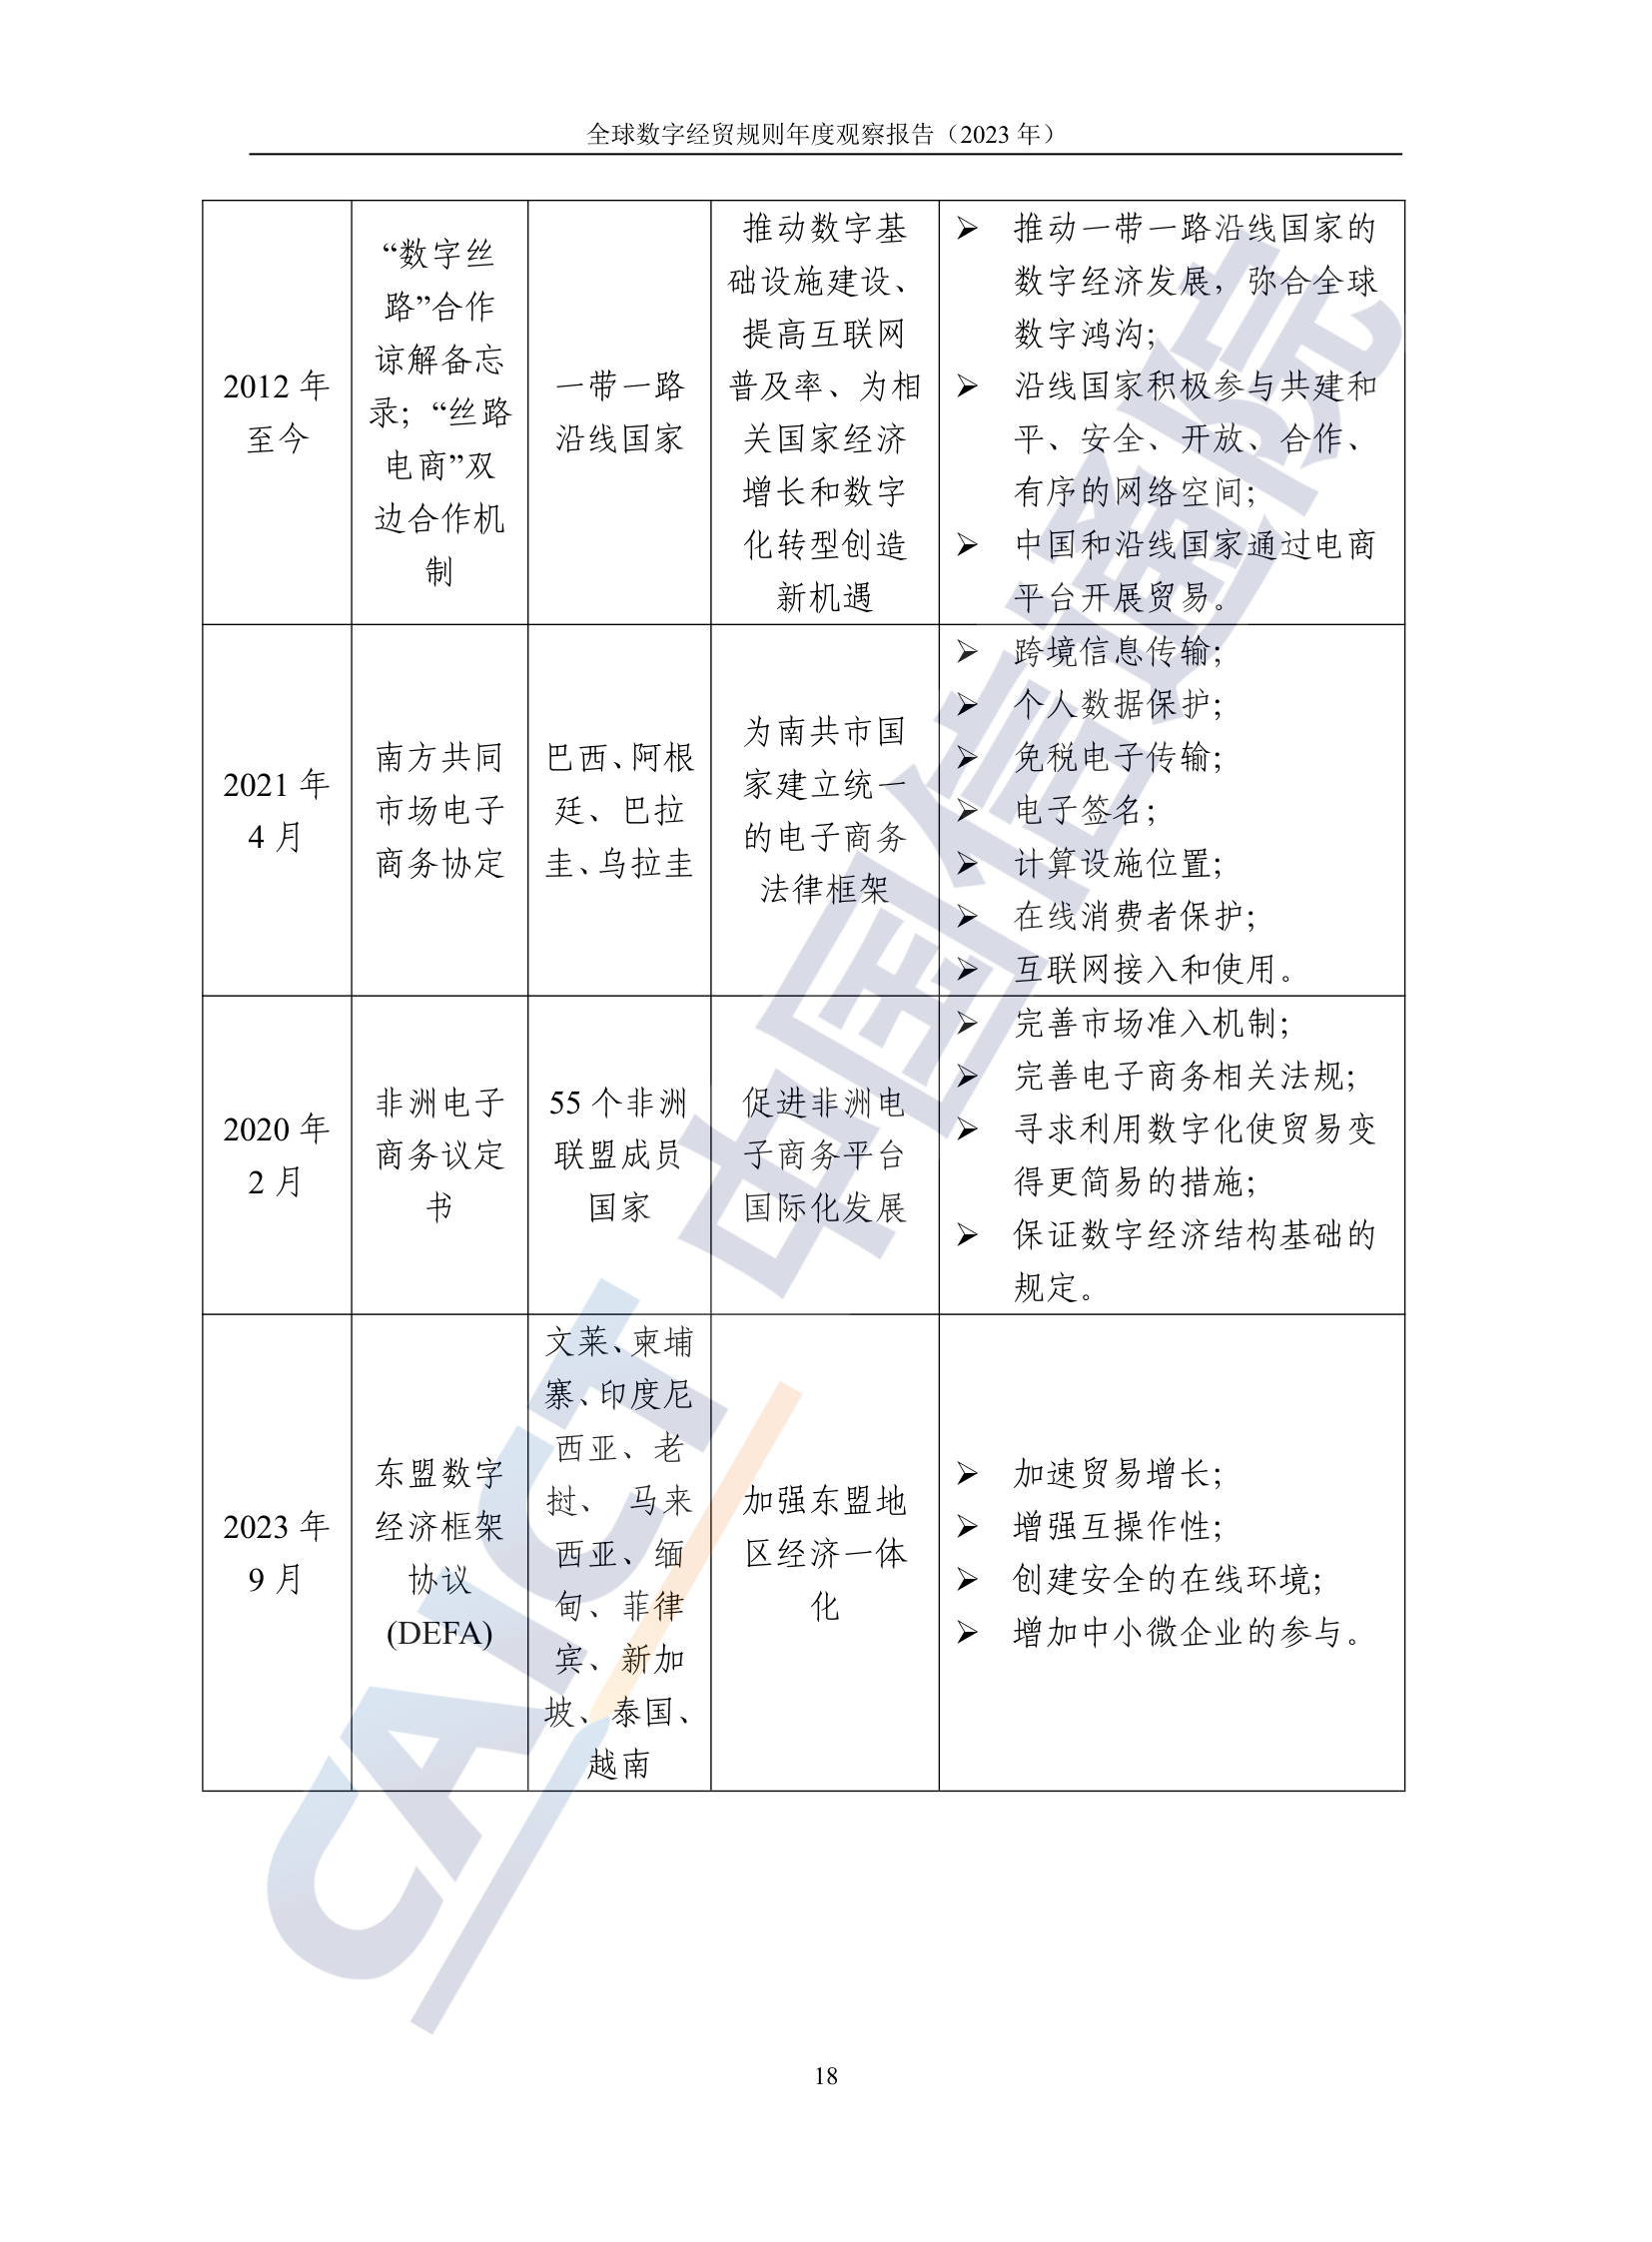 全球数字经贸规则年度观察报告（2023 年）
2012 年
至今
“数字丝
路”合作
谅解备忘
录；“丝路
电商”双
边合作机
制
一带一路
沿线国家
推动数字基
础设施建设、
提高互联网
普及率、为相
关国家经济
增长和数字
化转型创造
新机遇
➢ 推动一带一路沿线国家的
数字经济发展，弥合全球
数字鸿沟；
➢ 沿线国家积极参与共建和
平、安全、开放、合作、
有序的网络空间；
➢ 中国和沿线国家通过电商
平台开展贸易。
2021 年
4 月
南方共同
市场电子
商务协定
巴西、阿根
廷、巴拉
圭、乌拉圭
为南共市国
家建立统一
的电子商务
法律框架
➢ 跨境信息传输；
➢ 个人数据保护；
➢ 免税电子传输；
➢ 电子签名；
➢ 计算设施位置；
➢ 在线消费者保护；
➢ 互联网接入和使用。
2020 年
2 月
非洲电子
商务议定
书
55 个非洲
联盟成员
国家
促进非洲电
子商务平台
国际化发展
➢ 完善市场准入机制；
➢ 完善电子商务相关法规；
➢ 寻求利用数字化使贸易变
得更简易的措施；
➢ 保证数字经济结构基础的
规定。
2023 年
9 月
东盟数字
经济框架
协议
(DEFA)
文莱、柬埔
寨、印度尼
西亚、老
挝、 马来
西亚、缅
甸、菲律
宾、新加
坡、泰国、
越南
加强东盟地
区经济一体
化
➢ 加速贸易增长；
➢ 增强互操作性；
➢ 创建安全的在线环境；
➢ 增加中小微企业的参与。
CAICT 中国信通院
18